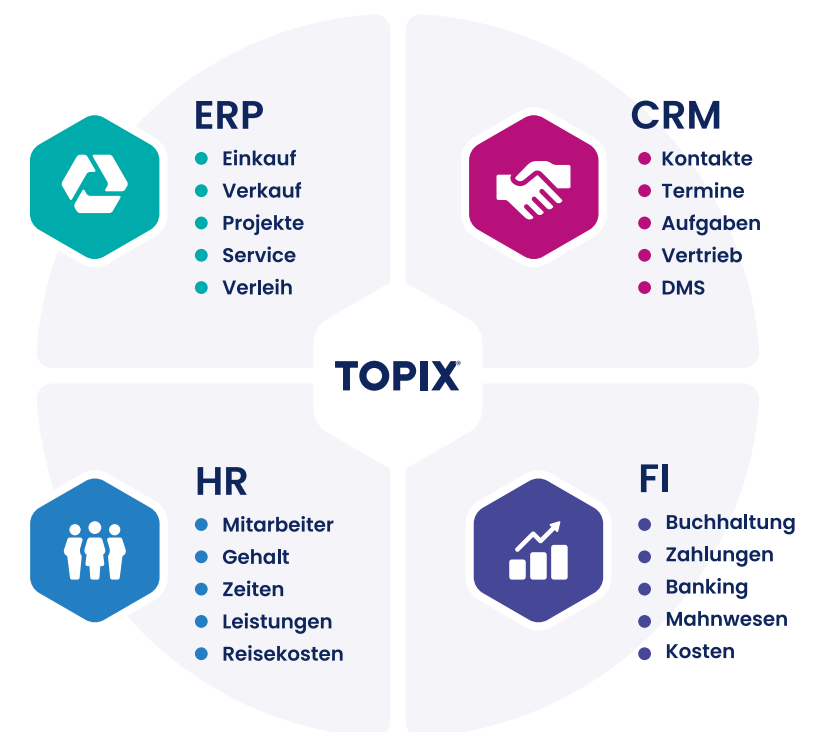 ERP
Einkauf
Verkauf
Projekte
Service
Verleih
CRM
Kontakte
Termine
Aufgaben
Vertrieb
DMS
TOPIX®
HR
Mitarbeiter
Gehalt
Zeiten
Leistungen
Reisekosten
FI
Buchhaltung
Zahlungen
Banking
Mahnwesen
Kosten